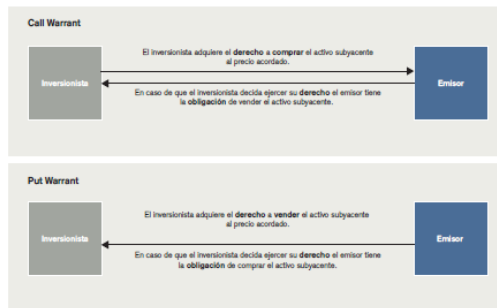 Call Warrant
El inversionista adquiere el derecho a comprar el activo subyacente
al precio acordado.
Inversionista
Emisor
En caso de que el inversionista decida ejercer su derecho el emisor tiene
la obligación de vender el activo subyacente.
Put Warrant
El inversionista adquiere el derecho a vender el activo subyacente
al precio acordado.
Inversionista
Emisor
En caso de que el inversionista decida ejercer su derecho el emisor tiene
la obligación de comprar el activo subyacente.